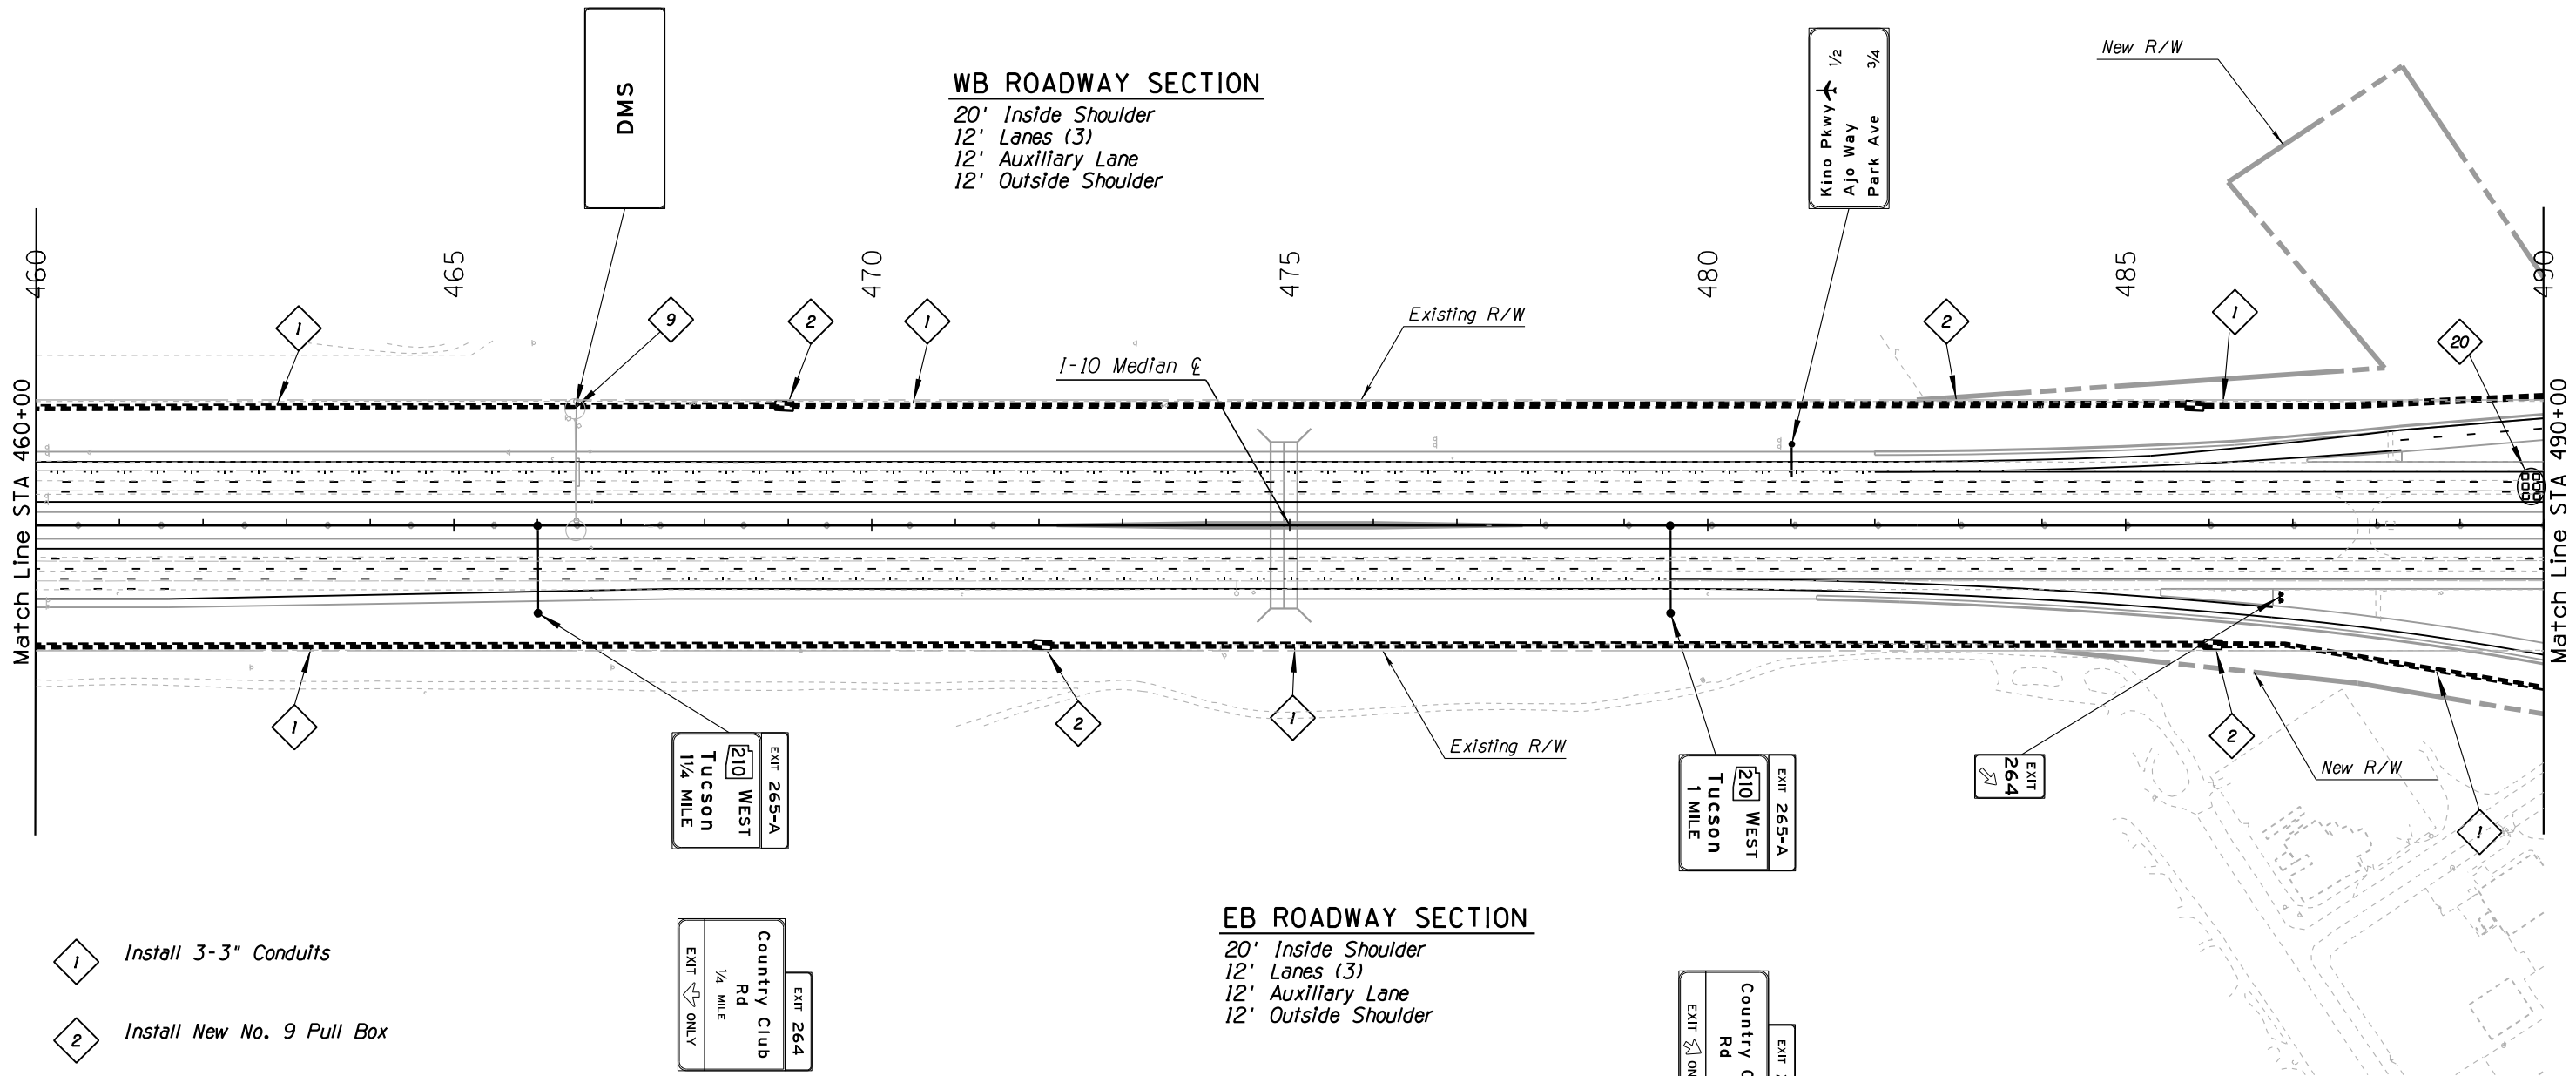 DMS
WB ROADWAY SECTION
20' Inside Shoulder
12' Lanes (3)
12' Auxiliary Lane
12' Outside Shoulder
Kino Pkwy 1/2
Ajo Way
Park Ave 3/4
New R/W
460
465
470
475
480
485
490
1
9
2
1
Existing R/W
2
1
20
I-10 Median ℄
Match Line STA 460+00
Match Line STA 490+00
1
2
1
Existing R/W
2
New R/W
1
EXIT 265-A
210 WEST
Tucson
1 1/4 MILE
EXIT 265-A
210 WEST
Tucson
1 MILE
EXIT
264
EB ROADWAY SECTION
20' Inside Shoulder
12' Lanes (3)
12' Auxiliary Lane
12' Outside Shoulder
1 Install 3-3" Conduits
2 Install New No. 9 Pull Box
EXIT 264
Country Club
Rd
1/4 MILE
EXIT ONLY
EXIT
Country
Rd
EXIT